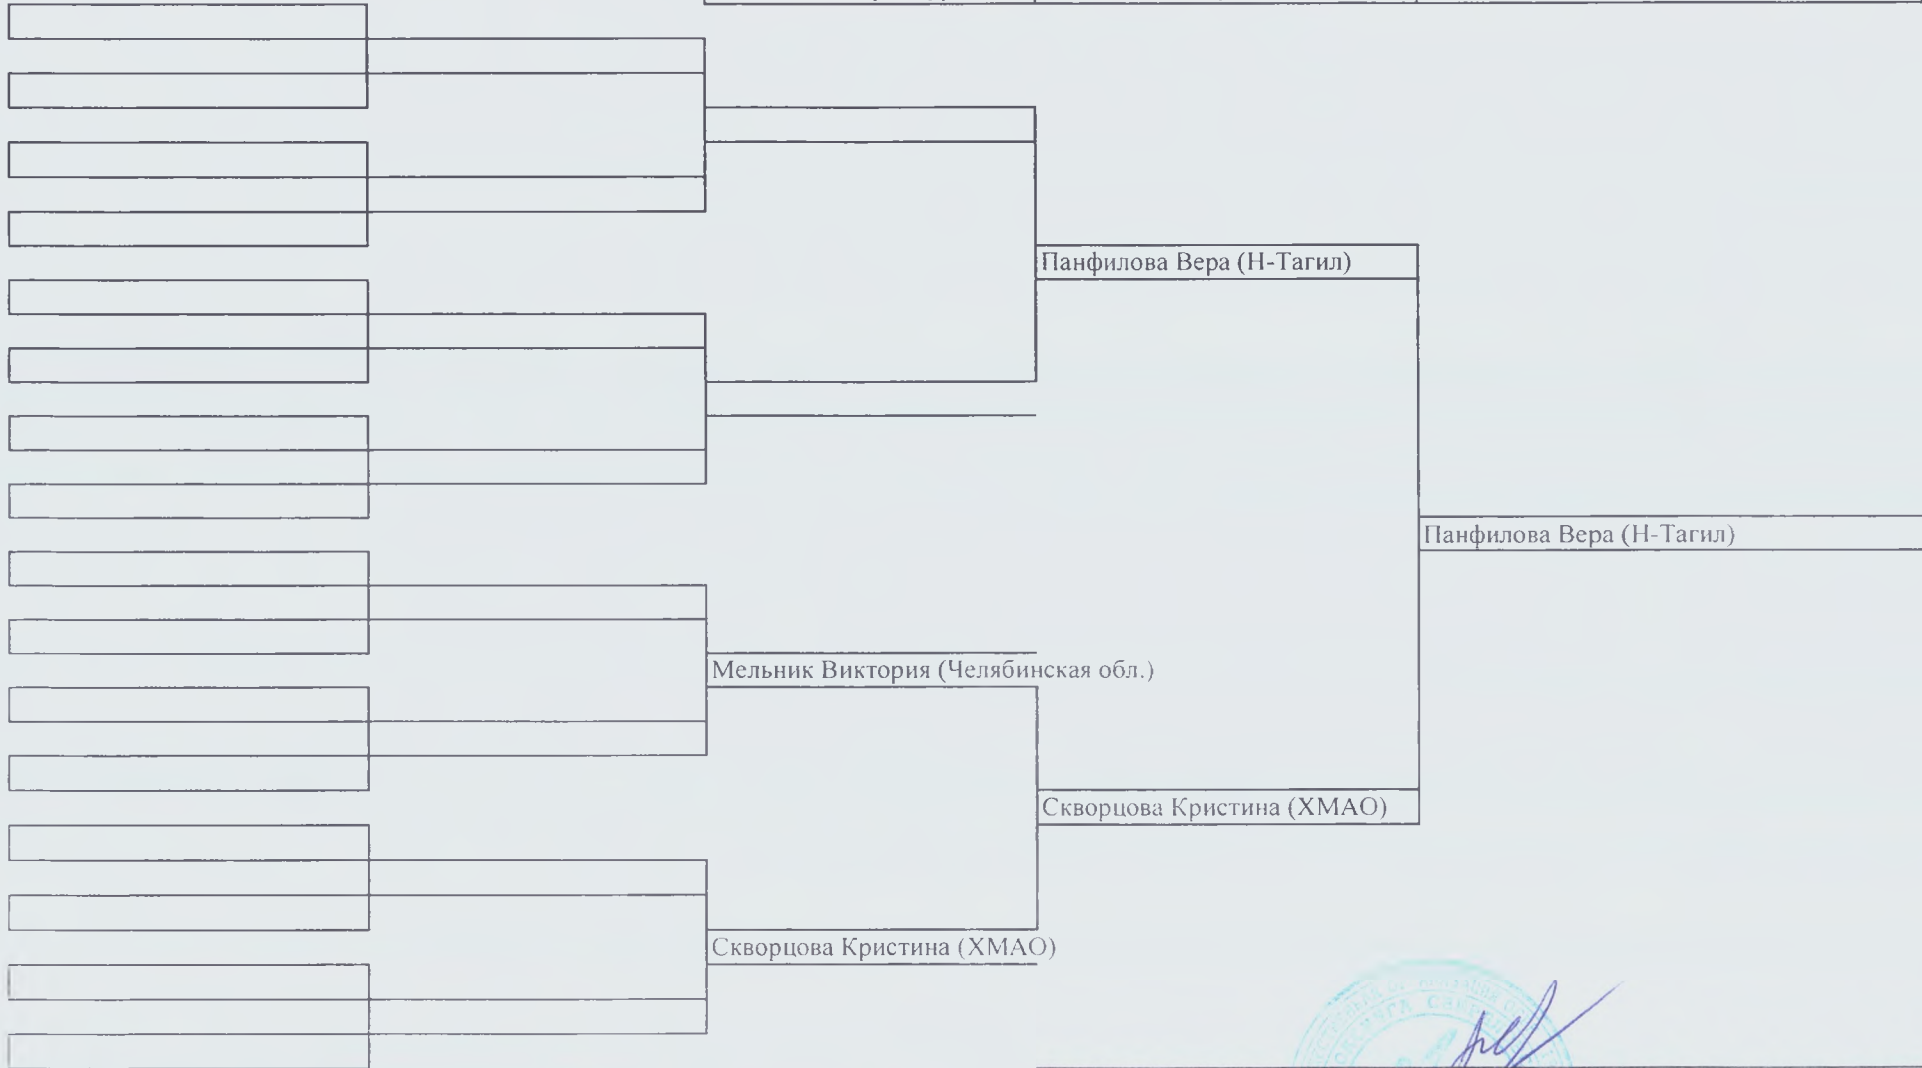 Панфилова Вера (Н-Тагил)
Панфилова Вера (Н-Тагил)
Мельник Виктория (Челябинская обл.)
Скворцова Кристина (ХМАО)
Скворцова Кристина (ХМАО)